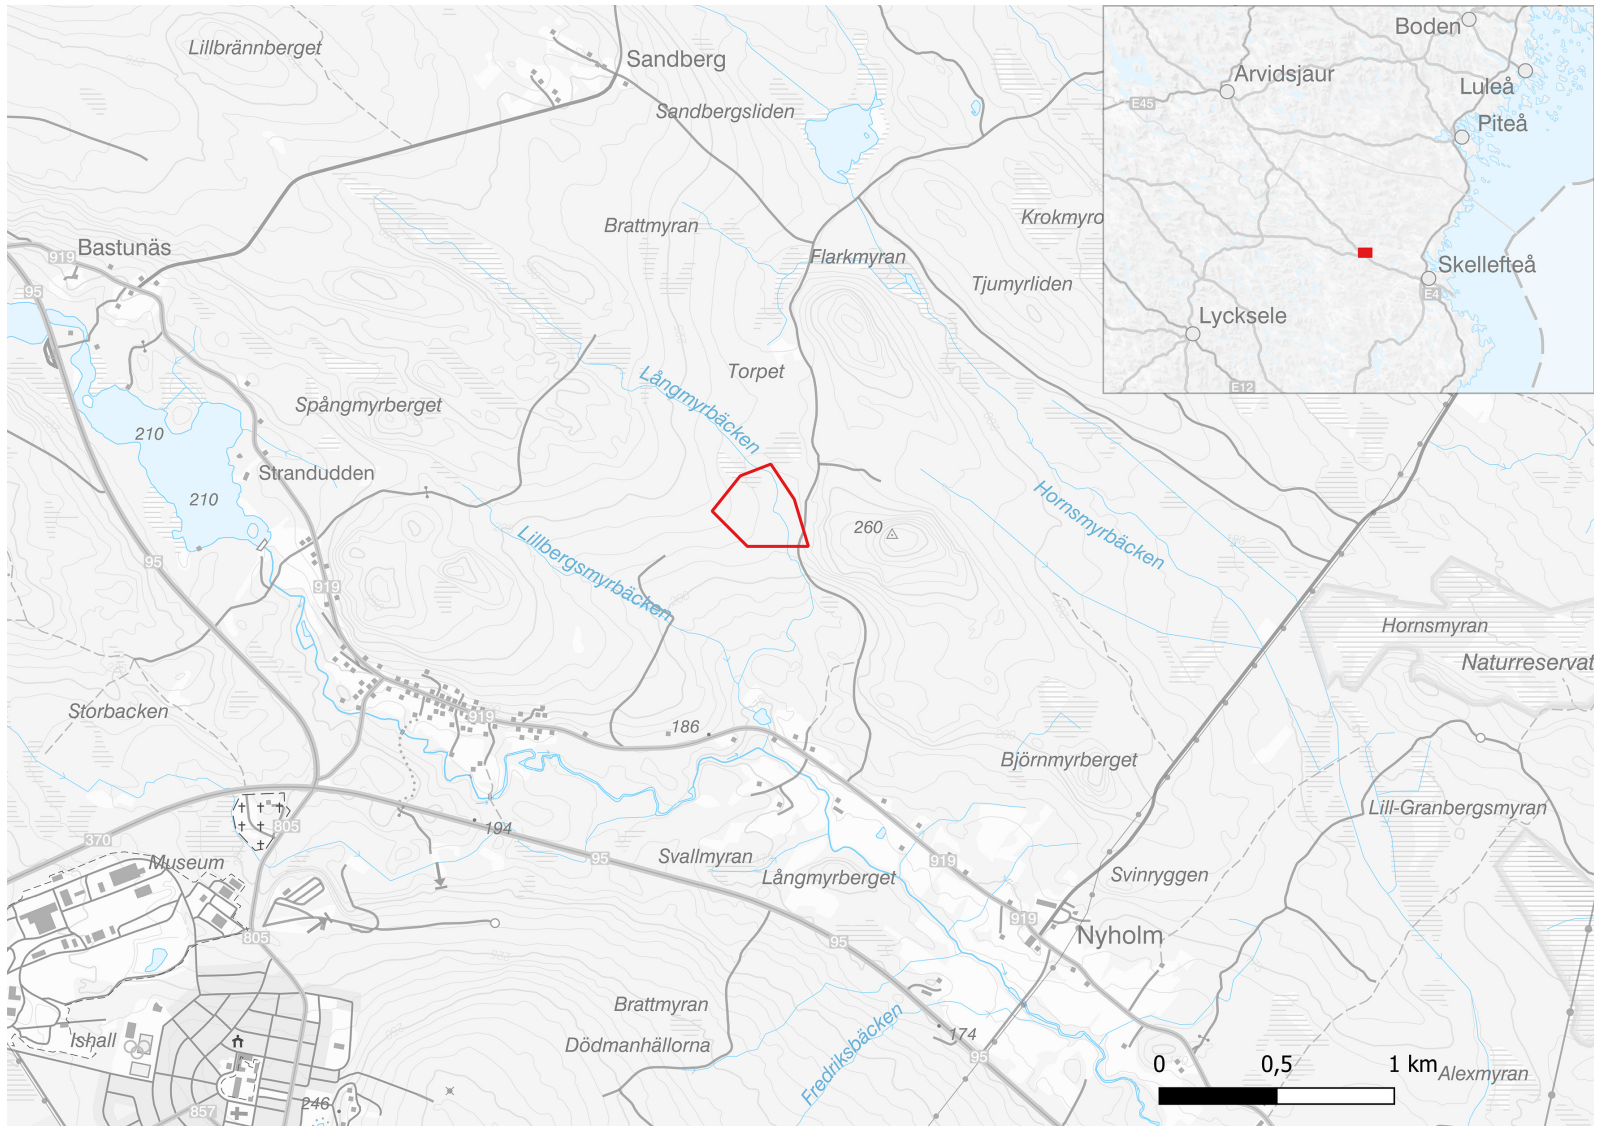 Lillbrännberget
Sandberg
Sandbergsliden
Boden
Arvidsjaur
Luleå
E45
Piteå
Krokmyro
Brattmyran
Bastunäs
919
Flarkmyran
Tjumyrliden
Skellefteå
E4
95
Lycksele
Torpet
E12
Långmyrbäcken
Spångmyrberget
210
Strandudden
210
Hornsmyrbäcken
260
Lillbergsmyrbäcken
95
919
Hornsmyran
Naturreservat
Storbacken
919
186
Björnmyrberget
Lill-Granbergsmyran
805
194
370
95
Museum
Svallmyran
919
Långmyrberget
Svinryggen
919
805
95
Nyholm
Brattmyran
Fredriksbäcken
174
Ishall
Dödmanhällorna
95
0 0,5 1 km
Alexmyran
857
246